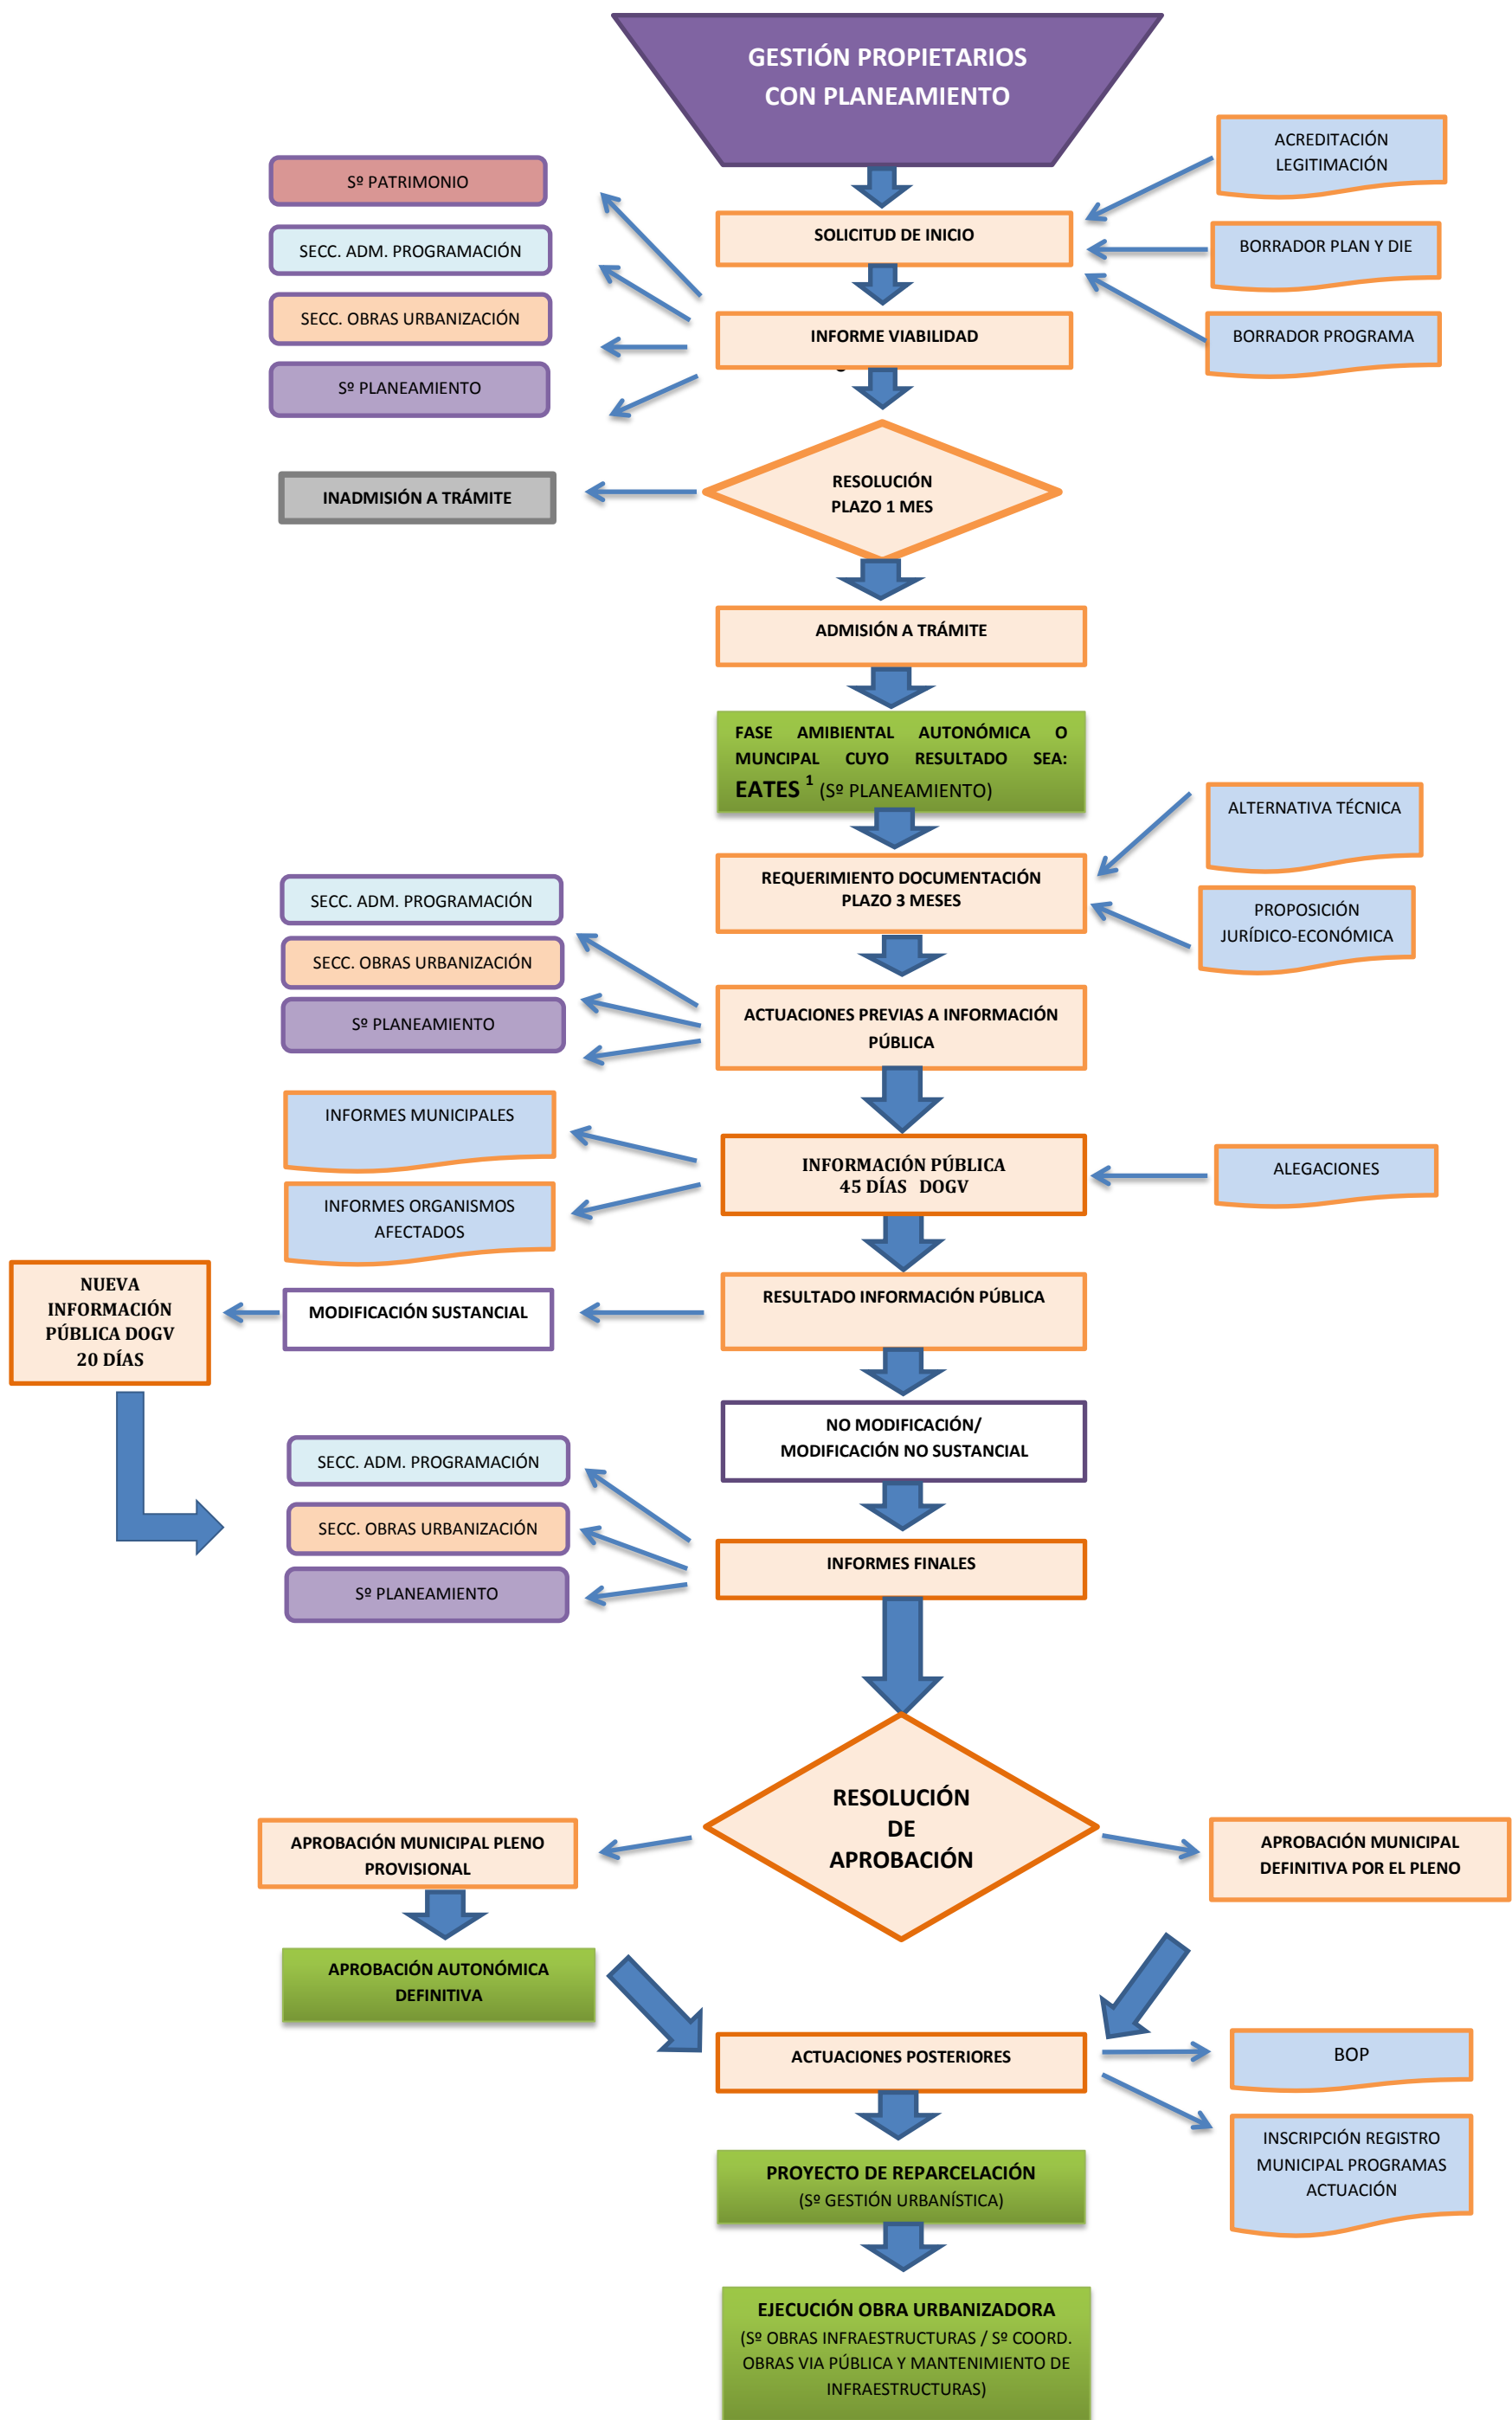 GESTIÓN PROPIETARIOS
CON PLANEAMIENTO
ACREDITACIÓN
LEGITIMACIÓN
Sº PATRIMONIO
SOLICITUD DE INICIO
BORRADOR PLAN Y DIE
SECC. ADM. PROGRAMACIÓN
SECC. OBRAS URBANIZACIÓN
INFORME VIABILIDAD
BORRADOR PROGRAMA
Sº PLANEAMIENTO
RESOLUCIÓN
PLAZO 1 MES
INADMISIÓN A TRÁMITE
ADMISIÓN A TRÁMITE
FASE AMIBIENTAL AUTONÓMICA O
MUNCIPAL CUYO RESULTADO SEA:
EATES 1 (Sº PLANEAMIENTO)
ALTERNATIVA TÉCNICA
REQUERIMIENTO DOCUMENTACIÓN
PLAZO 3 MESES
PROPOSICIÓN
JURÍDICO-ECONÓMICA
SECC. ADM. PROGRAMACIÓN
SECC. OBRAS URBANIZACIÓN
Sº PLANEAMIENTO
ACTUACIONES PREVIAS A INFORMACIÓN
PÚBLICA
INFORMES MUNICIPALES
INFORMACIÓN PÚBLICA
45 DÍAS DOGV
ALEGACIONES
INFORMES ORGANISMOS
AFECTADOS
NUEVA
INFORMACIÓN
PÚBLICA DOGV
20 DÍAS
MODIFICACIÓN SUSTANCIAL
RESULTADO INFORMACIÓN PÚBLICA
NO MODIFICACIÓN/
MODIFICACIÓN NO SUSTANCIAL
SECC. ADM. PROGRAMACIÓN
SECC. OBRAS URBANIZACIÓN
Sº PLANEAMIENTO
INFORMES FINALES
RESOLUCIÓN
DE
APROBACIÓN
APROBACIÓN MUNICIPAL PLENO
PROVISIONAL
APROBACIÓN MUNICIPAL
DEFINITIVA POR EL PLENO
APROBACIÓN AUTONÓMICA
DEFINITIVA
ACTUACIONES POSTERIORES
BOP
INSCRIPCIÓN REGISTRO
MUNICIPAL PROGRAMAS
ACTUACIÓN
PROYECTO DE REPARCELACIÓN
(Sº GESTIÓN URBANÍSTICA)
EJECUCIÓN OBRA URBANIZADORA
(Sº OBRAS INFRAESTRUCTURAS / Sº COORD.
OBRAS VIA PÚBLICA Y MANTENIMIENTO DE
INFRAESTRUCTURAS)